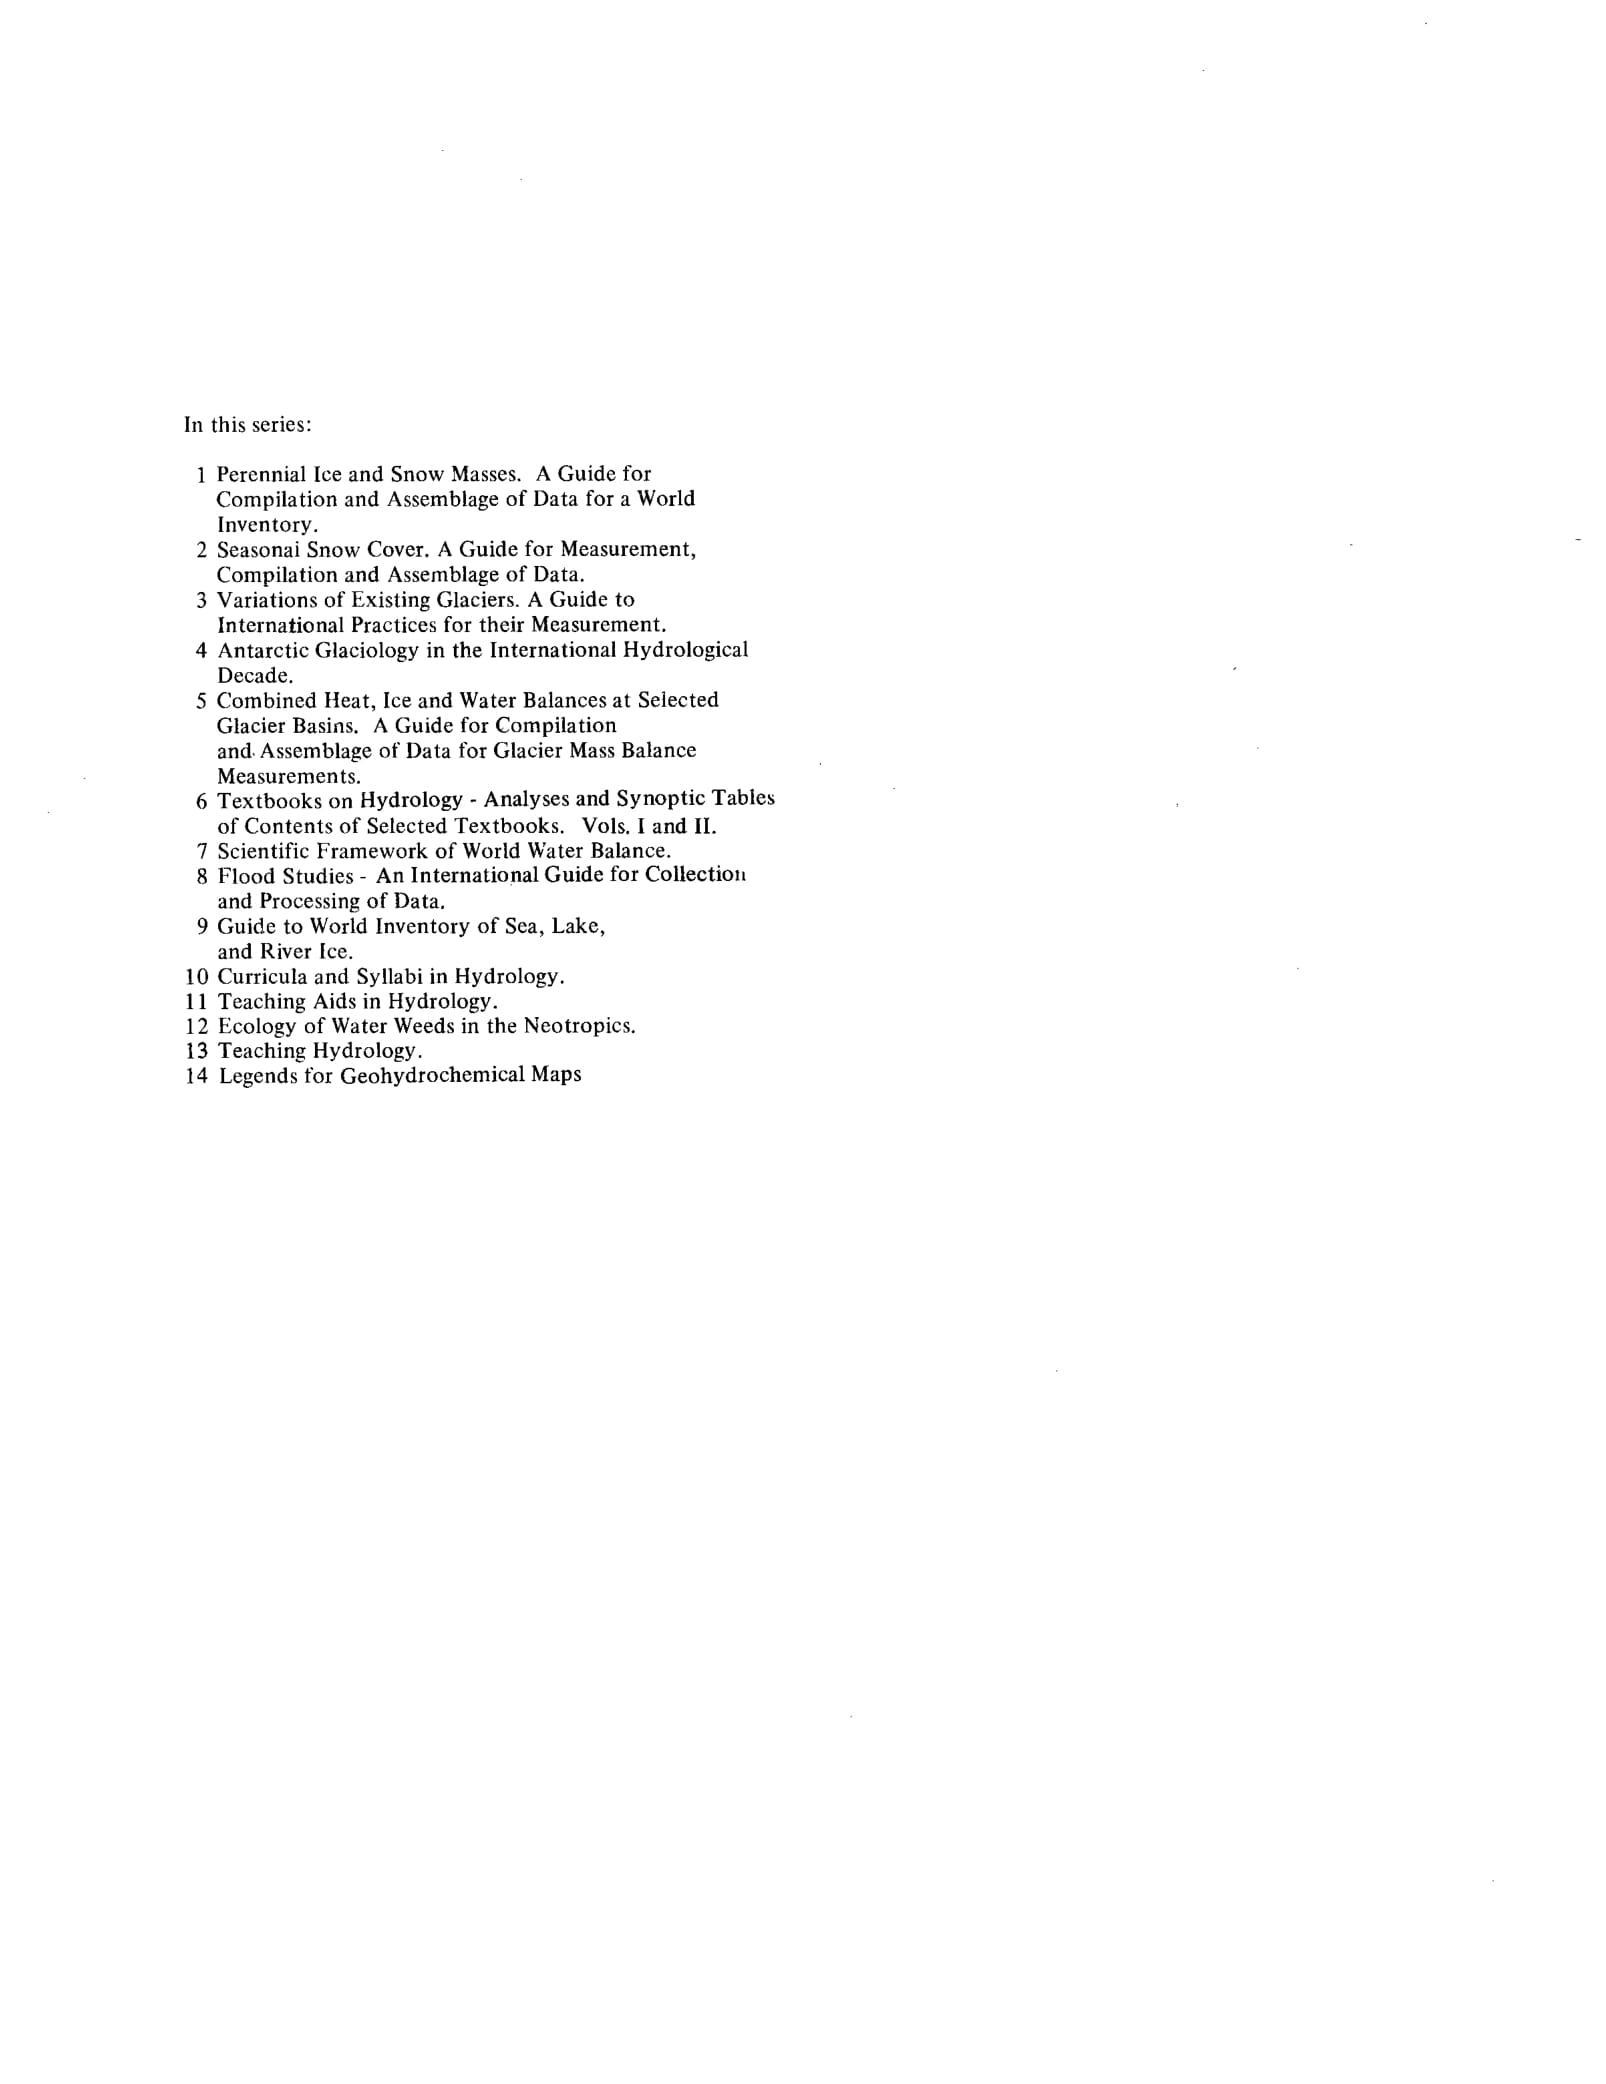 In this series:
1 Perennial Ice and Snow Masses. A Guide for
Compilation and Assemblage of Data for a World
Inventory.
2 Seasonai Snow Cover. A Guide for Measurement,
Compilation and Assemblage of Data.
3 Variations of Existing Glaciers. A Guide to
International Practices for their Measurement.
4 Antarctic Glaciology in the International Hydrological
Decade.
5 Combined Heat, Ice and Water Balances at Selected
Glacier Basins. A Guide for Compilation
and Assemblage of Data for Glacier Mass Balance
Measurements.
6 Textbooks on Hydrology - Analyses and Synoptic Tables
of Contents of Selected Textbooks. Vols. I and II.
7 Scientific Framework of World Water Balance.
8 Flood Studies - An International Guide for Collection
and Processing of Data.
9 Guide to World Inventory of Sea, Lake,
and River Ice.
10 Curricula and Syllabi in Hydrology.
11 Teaching Aids in Hydrology.
12 Ecology of Water Weeds in the Neotropics.
13 Teaching Hydrology.
14 Legends for Geohydrochemical Maps